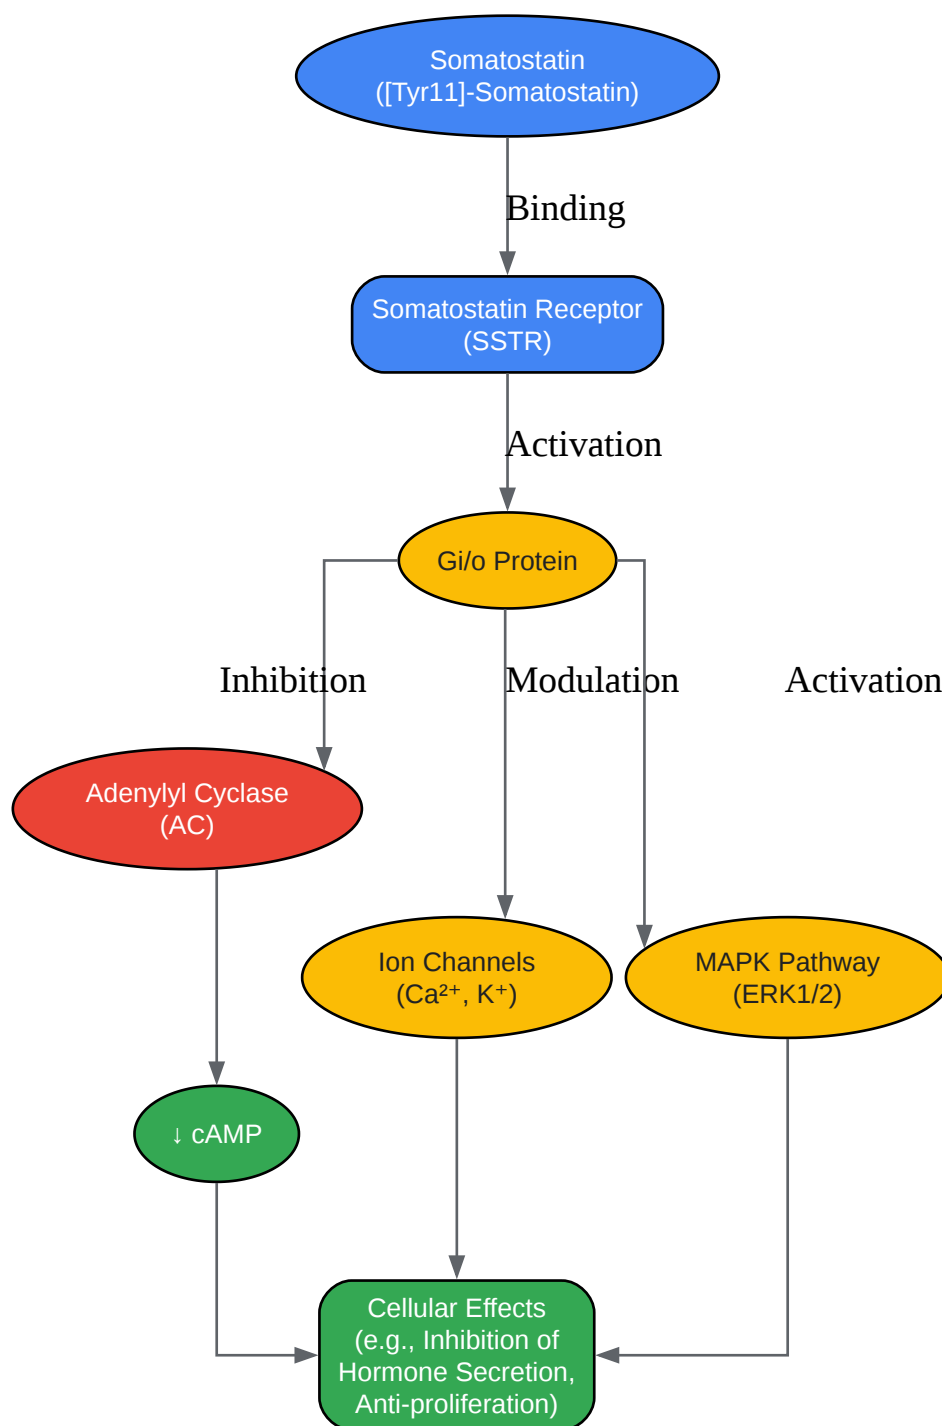 Somatostatin
([Tyr11]-Somatostatin)
Binding
Somatostatin Receptor
(SSTR)
Activation
Gi/o Protein
Inhibition
Modulation
Activation
Adenylyl Cyclase
(AC)
Ion Channels
(Ca²⁺, K⁺)
MAPK Pathway
(ERK1/2)
↓ cAMP
Cellular Effects
(e.g., Inhibition of
Hormone Secretion,
Anti-proliferation)